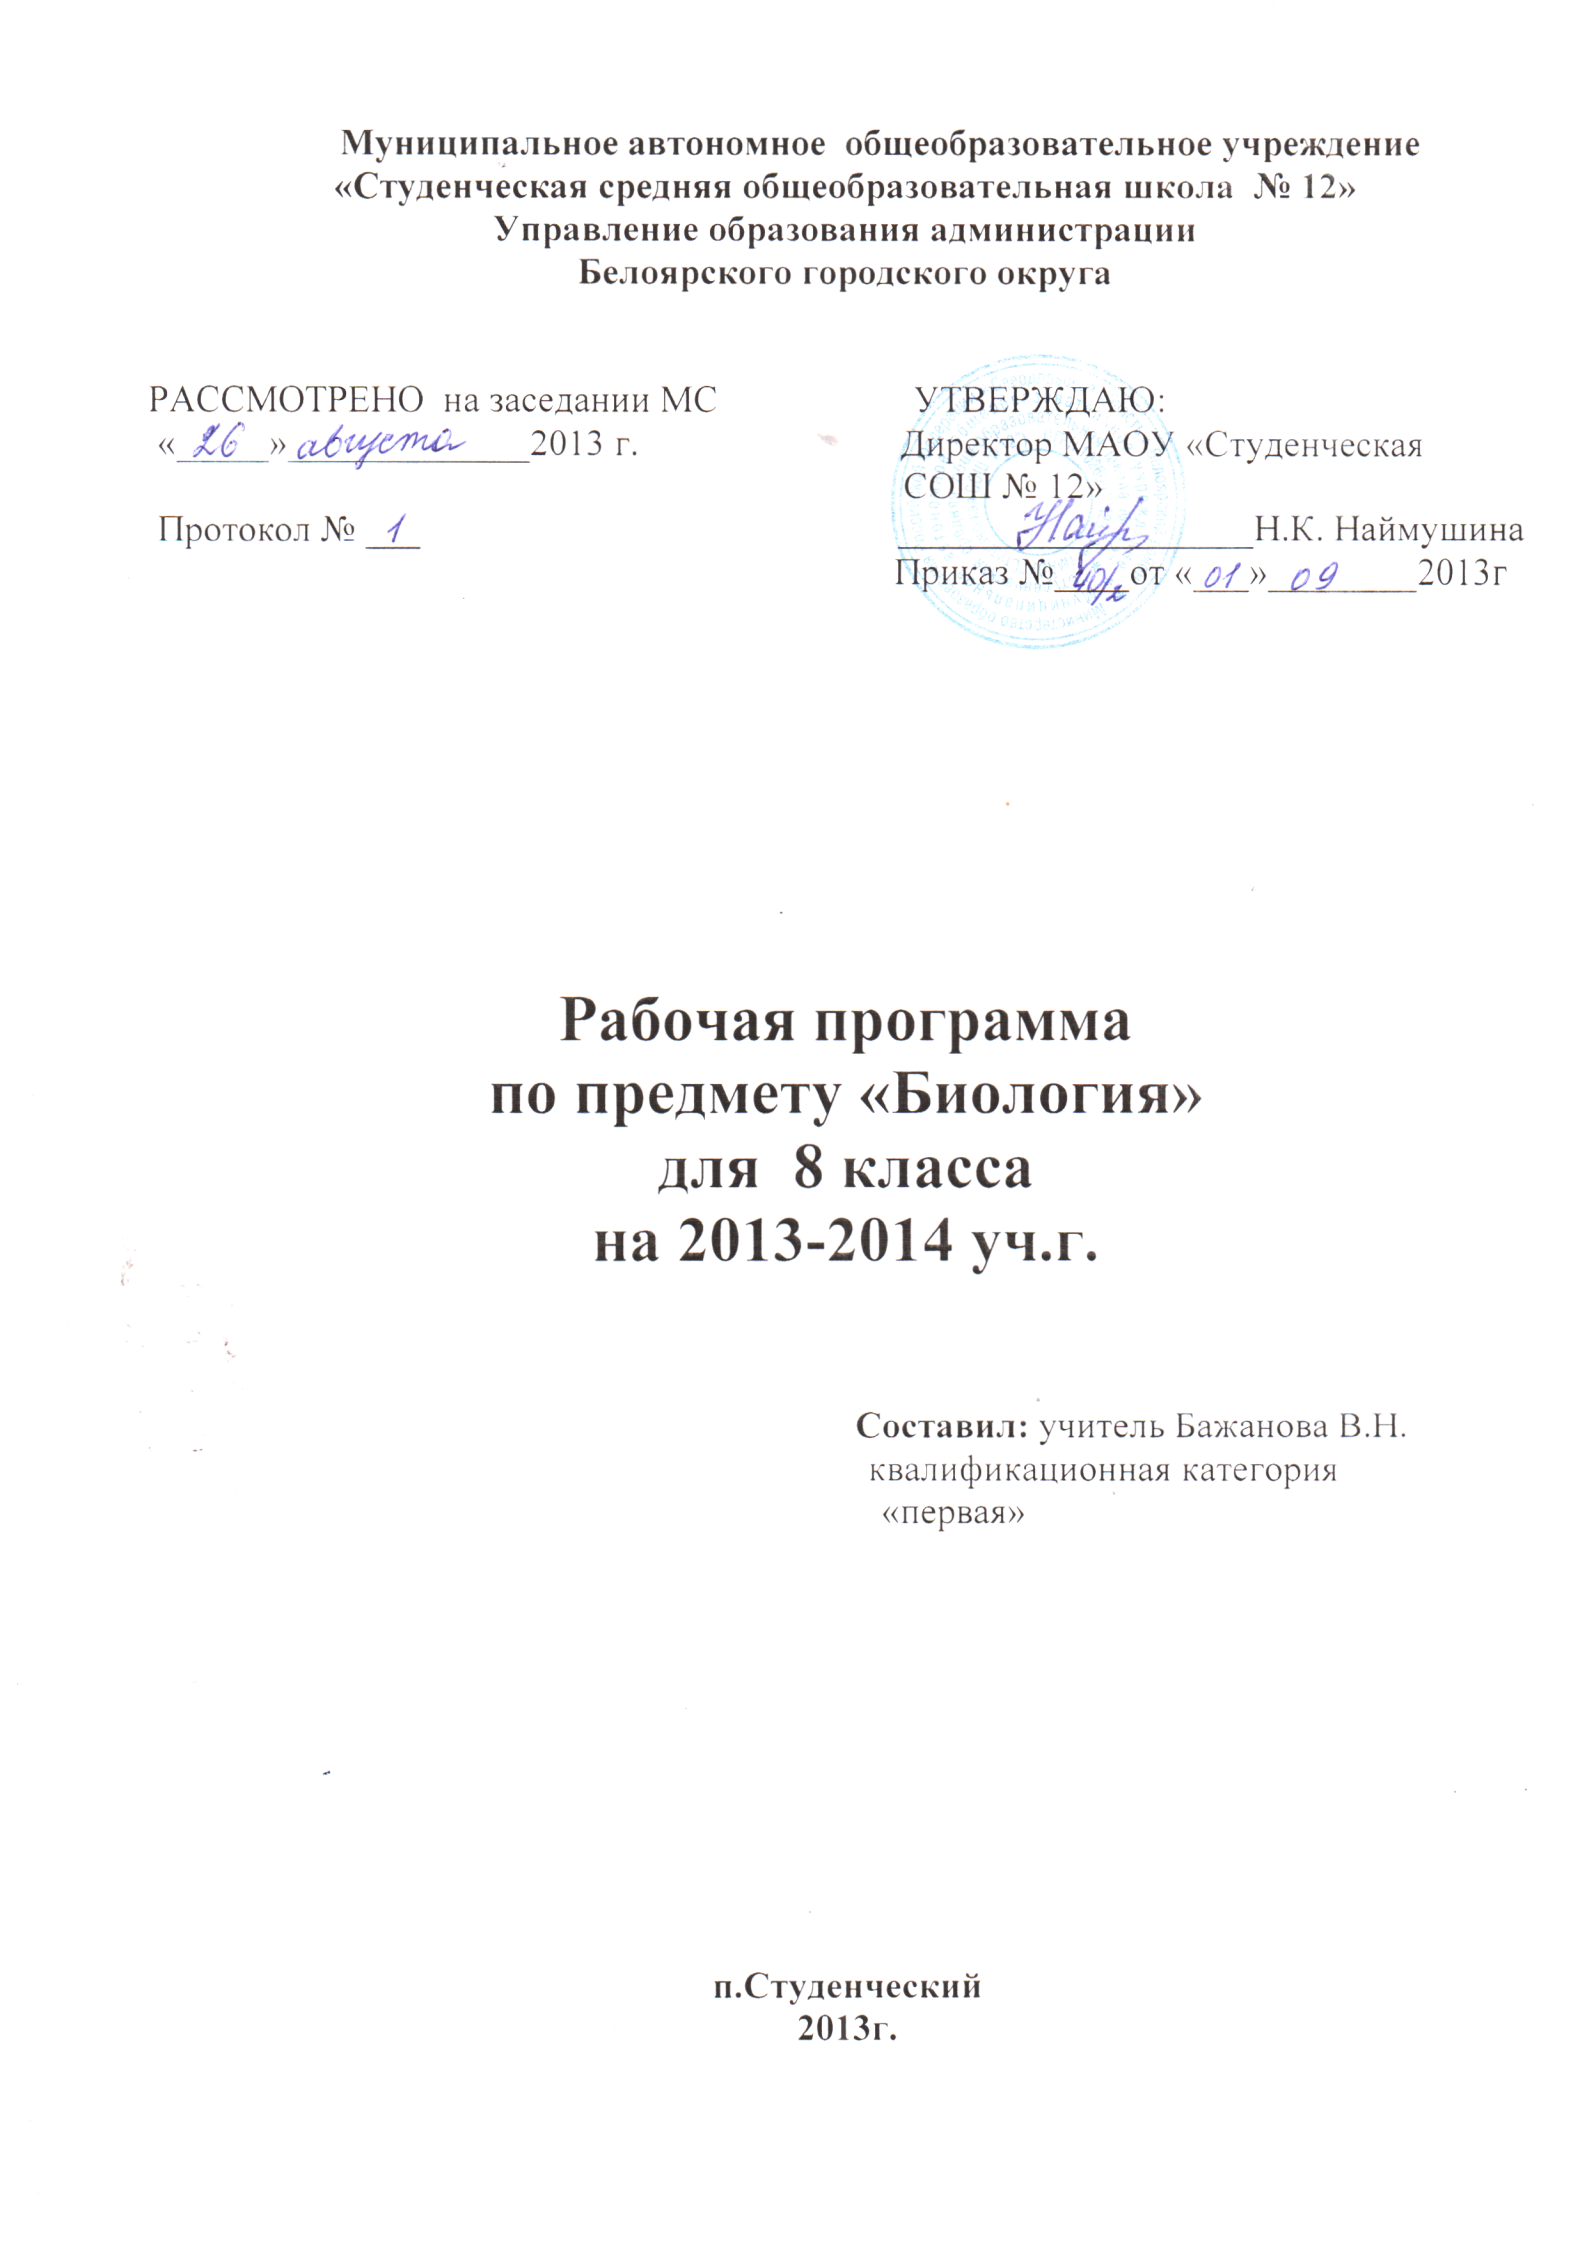 Муниципальное автономное общеобразовательное учреждение
«Студенческая средняя общеобразовательная школа № 12»
Управление образования администрации
Белоярского городского округа
РАССМОТРЕНО на заседании МС
«26» августа 2013 г.
Протокол № 1
УТВЕРЖДАЮ:
Директор МАОУ «Студенческая
СОШ № 12»
Н.К. Наймушина
Приказ № 40/2 от «01» 09 2013г
Рабочая программа
по предмету «Биология»
для 8 класса
на 2013-2014 уч.г.
Составил: учитель Бажанова В.Н.
квалификационная категория
«первая»
п.Студенческий
2013г.